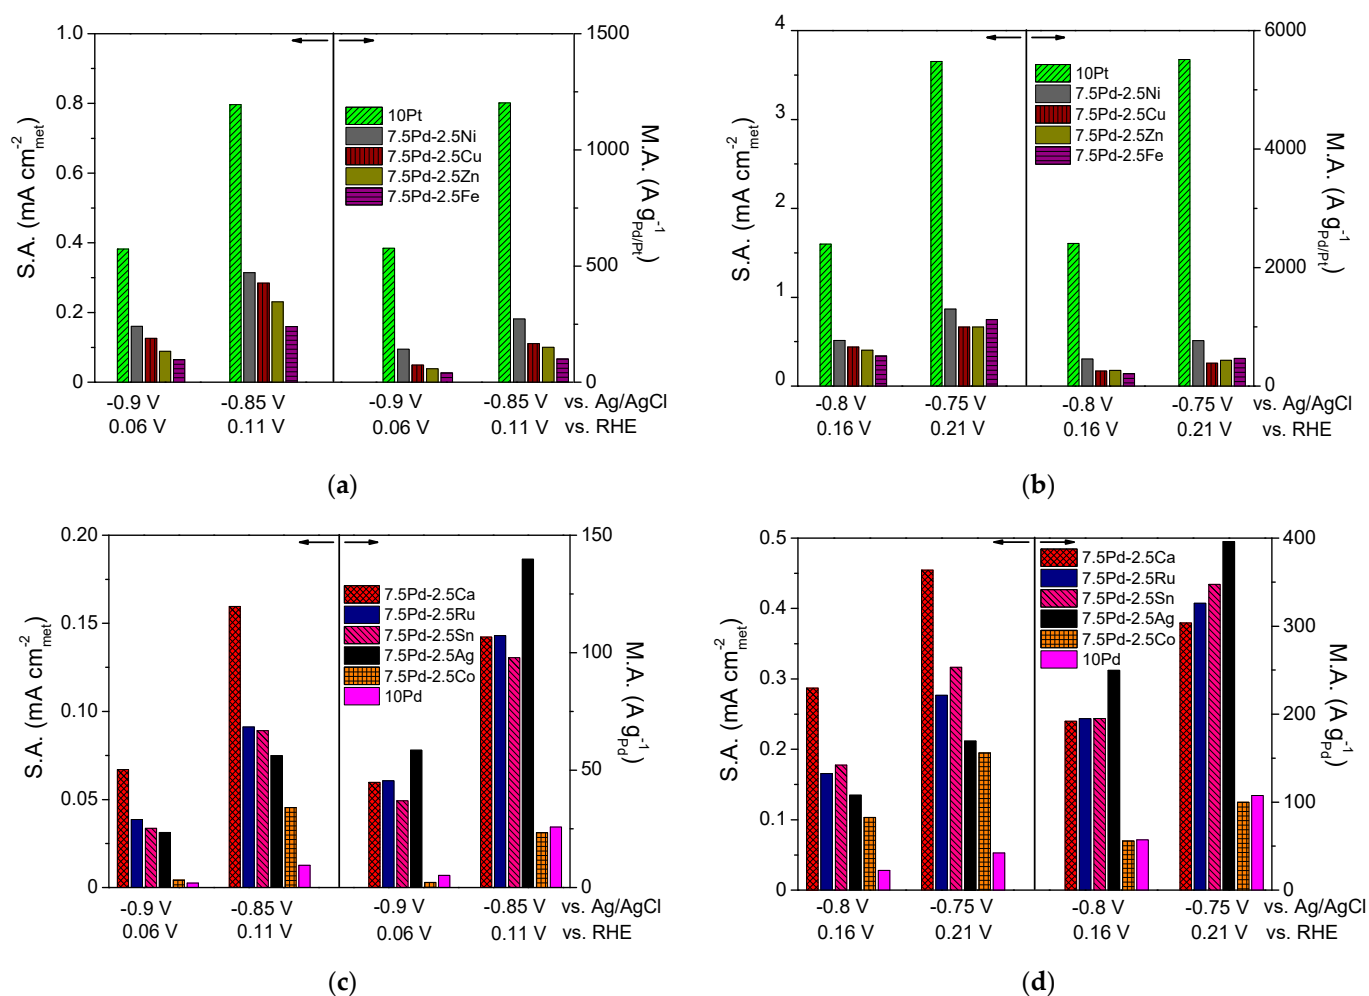 1.0
0.8
0.6
0.4
0.2
0
S.A. (mA cm⁻²met)
1500
1000
500
0
M.A. (A g⁻¹Pd/Pt)
10Pt
7.5Pd-2.5Ni
7.5Pd-2.5Cu
7.5Pd-2.5Zn
7.5Pd-2.5Fe
-0.9 V -0.85 V -0.9 V -0.85 V vs. Ag/AgCl
0.06 V 0.11 V 0.06 V 0.11 V vs. RHE
(a)
4
3
2
1
0
S.A. (mA cm⁻²met)
6000
4000
2000
0
M.A. (A g⁻¹Pd/Pt)
10Pt
7.5Pd-2.5Ni
7.5Pd-2.5Cu
7.5Pd-2.5Zn
7.5Pd-2.5Fe
-0.8 V -0.75 V -0.8 V -0.75 V vs. Ag/AgCl
0.16 V 0.21 V 0.16 V 0.21 V vs. RHE
(b)
0.20
0.15
0.10
0.05
0
S.A. (mA cm⁻²met)
150
100
50
0
M.A. (A g⁻¹Pd)
7.5Pd-2.5Ca
7.5Pd-2.5Ru
7.5Pd-2.5Sn
7.5Pd-2.5Ag
7.5Pd-2.5Co
10Pd
-0.9 V -0.85 V -0.9 V -0.85 V vs. Ag/AgCl
0.06 V 0.11 V 0.06 V 0.11 V vs. RHE
(c)
0.5
0.4
0.3
0.2
0.1
0
S.A. (mA cm⁻²met)
400
300
200
100
0
M.A. (A g⁻¹Pd)
7.5Pd-2.5Ca
7.5Pd-2.5Ru
7.5Pd-2.5Sn
7.5Pd-2.5Ag
7.5Pd-2.5Co
10Pd
-0.8 V -0.75 V -0.8 V -0.75 V vs. Ag/AgCl
0.16 V 0.21 V 0.16 V 0.21 V vs. RHE
(d)